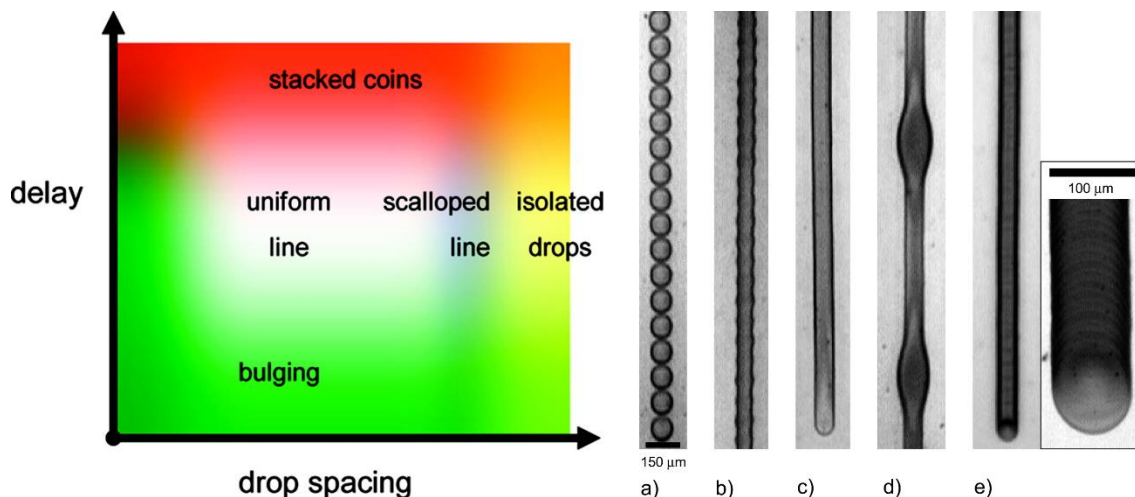 stacked coins
delay
uniform scalloped isolated
line line drops
bulging
drop spacing
150 μm
100 μm
a) b) c) d) e)